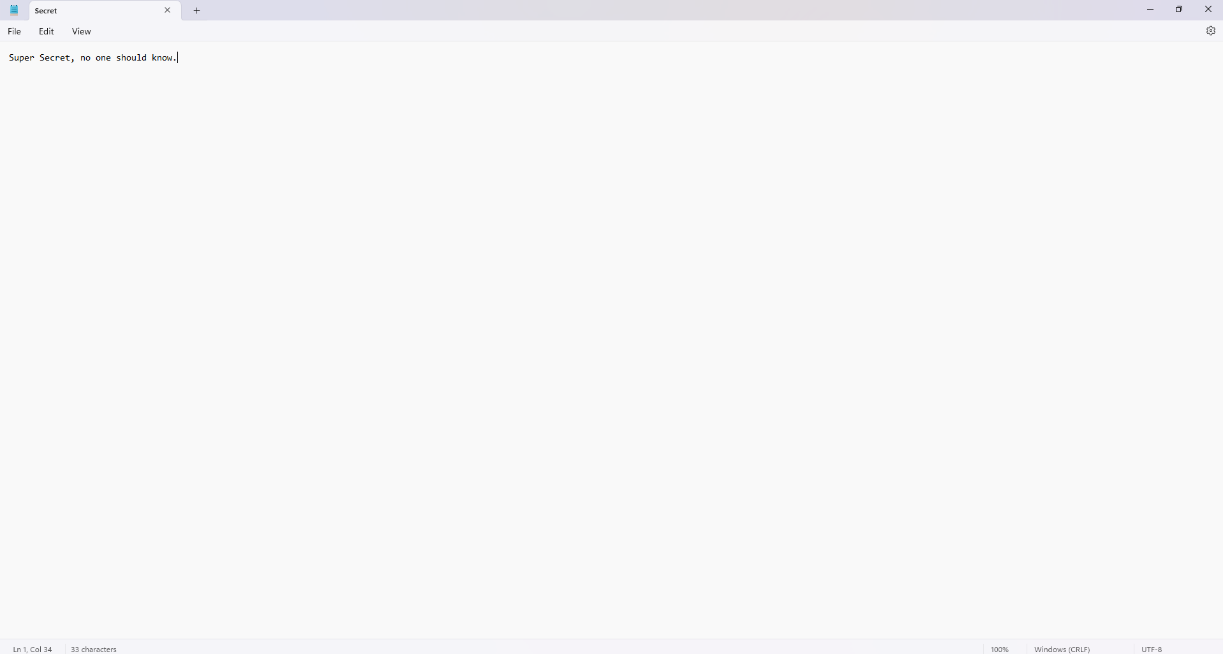 Secret
File Edit View
Super Secret, no one should know.
Ln 1, Col 34 33 characters 100% Windows (CRLF) UTF-8